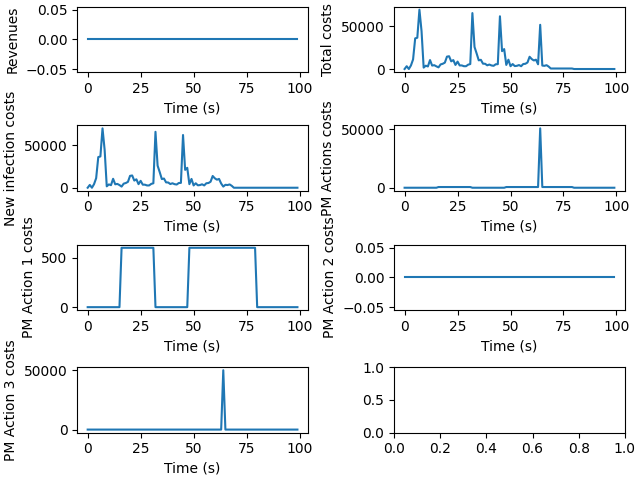 Revenues
0.05
0.00
−0.05
0 25 50 75 100
Time (s)
Total costs
50000
0
0 25 50 75 100
Time (s)
New infection costs
50000
0
0 25 50 75 100
Time (s)
PM Actions costs
50000
0
0 25 50 75 100
Time (s)
PM Action 1 costs
500
0
0 25 50 75 100
Time (s)
PM Action 2 costs
0.05
0.00
−0.05
0 25 50 75 100
Time (s)
PM Action 3 costs
50000
0
0 25 50 75 100
Time (s)
1.0
0.5
0.0
0.0 0.2 0.4 0.6 0.8 1.0